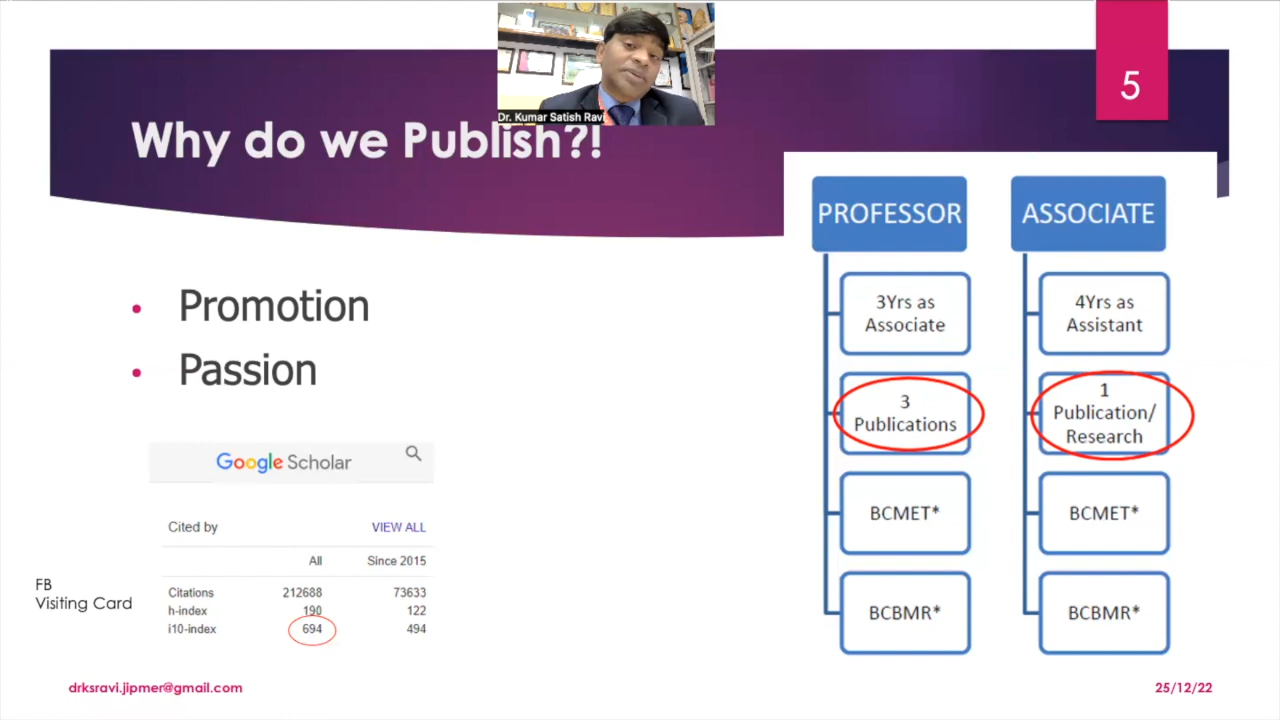 Dr. Kumar Satish Ravi
5
Why do we Publish?!
• Promotion
• Passion
Google Scholar
Cited by VIEW ALL
All Since 2015
Citations 212688 73633
h-index 190 122
i10-index 694 494
FB
Visiting Card
PROFESSOR
3Yrs as
Associate
3
Publications
BCMET*
BCBMR*
ASSOCIATE
4Yrs as
Assistant
1
Publication/
Research
BCMET*
BCBMR*
drksravi.jipmer@gmail.com
25/12/22